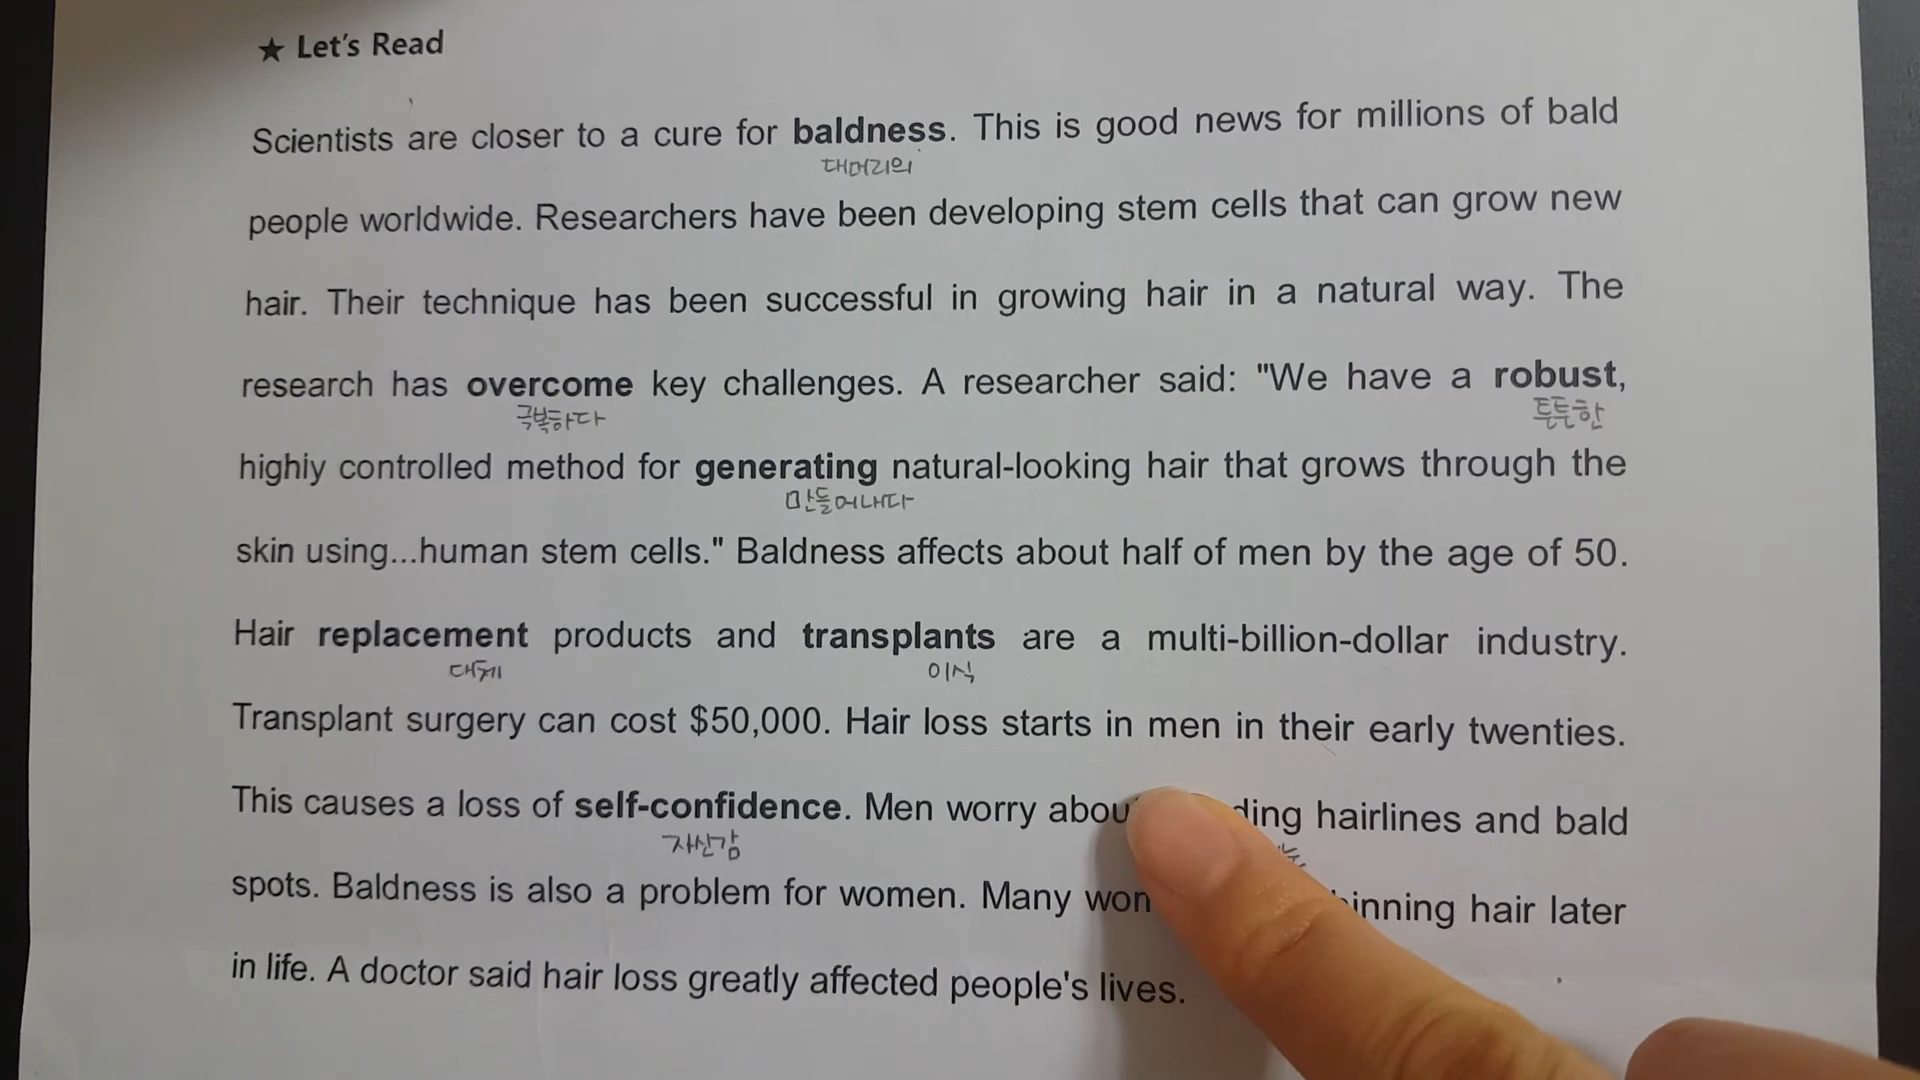 ★ Let's Read
Scientists are closer to a cure for baldness. This is good news for millions of bald
대머리의
people worldwide. Researchers have been developing stem cells that can grow new
hair. Their technique has been successful in growing hair in a natural way. The
research has overcome key challenges. A researcher said: "We have a robust,
극복하다 튼튼한
highly controlled method for generating natural-looking hair that grows through the
만들어내다
skin using...human stem cells." Baldness affects about half of men by the age of 50.
Hair replacement products and transplants are a multi-billion-dollar industry.
대체 이식
Transplant surgery can cost $50,000. Hair loss starts in men in their early twenties.
This causes a loss of self-confidence. Men worry hairlines and bald
자신감
spots. Baldness is also a problem for women. Many hair later
in life. A doctor said hair loss greatly affected people's lives.